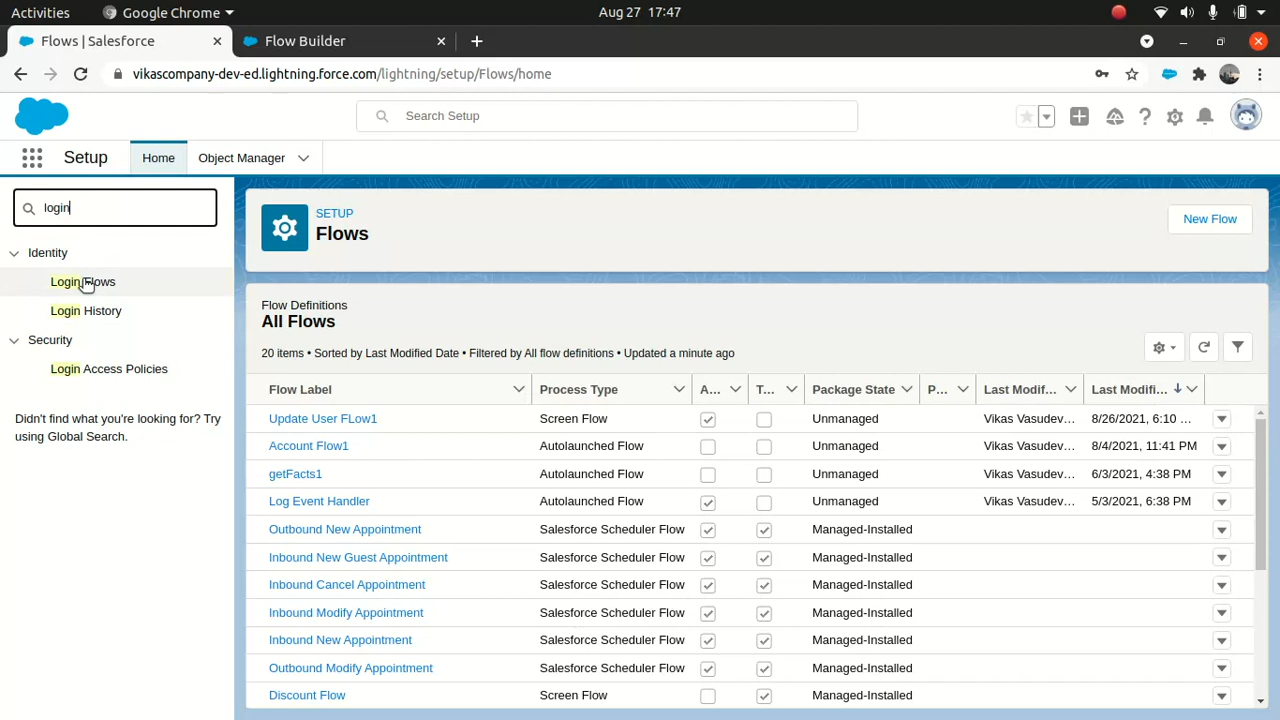 Activities
Google Chrome
Aug 27 17:47
Flows | Salesforce
Flow Builder
vikascompany-dev-ed.lightning.force.com/lightning/setup/Flows/home
Search Setup
Setup
Home
Object Manager
login
Identity
Login Flows
Login History
Security
Login Access Policies
Didn't find what you're looking for? Try
using Global Search.
SETUP
Flows
New Flow
Flow Definitions
All Flows
20 items • Sorted by Last Modified Date • Filtered by All flow definitions • Updated a minute ago
Flow Label Process Type A... T... Package State P... Last Modif... Last Modifi...
Update User FLow1 Screen Flow Unmanaged Vikas Vasudev... 8/26/2021, 6:10 ...
Account Flow1 Autolaunched Flow Unmanaged Vikas Vasudev... 8/4/2021, 11:41 PM
getFacts1 Autolaunched Flow Unmanaged Vikas Vasudev... 6/3/2021, 4:38 PM
Log Event Handler Autolaunched Flow Unmanaged Vikas Vasudev... 5/3/2021, 6:38 PM
Outbound New Appointment Salesforce Scheduler Flow Managed-Installed
Inbound New Guest Appointment Salesforce Scheduler Flow Managed-Installed
Inbound Cancel Appointment Salesforce Scheduler Flow Managed-Installed
Inbound Modify Appointment Salesforce Scheduler Flow Managed-Installed
Inbound New Appointment Salesforce Scheduler Flow Managed-Installed
Outbound Modify Appointment Salesforce Scheduler Flow Managed-Installed
Discount Flow Screen Flow Managed-Installed